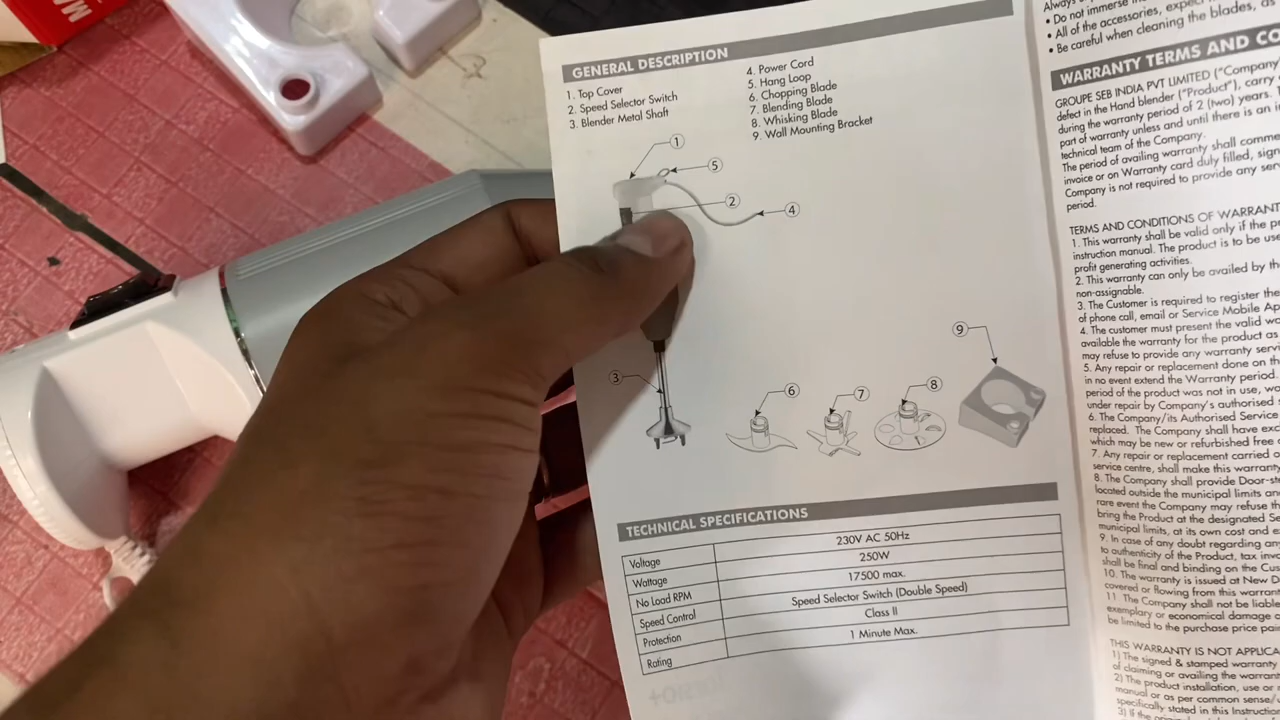 MA
GENERAL DESCRIPTION
1. Top Cover
2. Speed Selector Switch
3. Blender Metal Shaft
4. Power Cord
5. Hang Loop
6. Chopping Blade
7. Blending Blade
8. Whisking Blade
9. Wall Mounting Bracket
1
5
2
4
3
6
7
8
9
TECHNICAL SPECIFICATIONS
Voltage 230V AC 50Hz
Wattage 250W
No Load RPM 17500 max.
Speed Control Speed Selector Switch (Double Speed)
Protection Class II
Rating 1 Minute Max.
Always
• Do not immerse
• All of the accessories,
• Be careful when cleaning the blades, as
WARRANTY TERMS AND CO
GROUPE SEB INDIA PVT LIMITED ("Company
defect in the Hand blender ("Product"), carry
during the warranty period of 2 (two) years.
part of warranty unless and until there is an
technical team of the Company.
The period of availing warranty shall comme
invoice or on Warranty card duly filled, sign
Company is not required to provide any ser
period.
TERMS AND CONDITIONS OF WARRANT
1. This warranty shall be valid only if the p
instruction manual. The product is to be use
profit generating activities.
2. This warranty can only be availed by th
non-assignable.
3. The Customer is required to register the
of phone call, email or Service Mobile Ap
4. The customer must present the valid wa
available the warranty for the product as
may refuse to provide any warranty servi
5. Any repair or replacement done on th
in no event extend the Warranty period.
period of the product was not in use, wa
under repair by Company's authorised
6. The Company/its Authorised Service
replaced. The Company shall have exc
which may be new or refurbished free
7. Any repair or replacement carried o
service centre, shall make this warrant
8. The Company shall provide Door-st
located outside the municipal limits an
rare event the Company may refuse th
bring the Product at the designated S
municipal limits, at its own cost and e
9. In case of any doubt regarding an
to authenticity of the Product, tax invo
shall be final and binding on the Cus
10. The warranty is issued at New D
covered or flowing from this warran
11. The Company shall not be liable
exemplary or economical damage
be limited to the purchase price pai
THIS WARRANTY IS NOT APPLICA
1) The signed & stamped warranty
of claiming or availing the warran
2) The product installation, use or
manual or as per common sense/
specifically stated in this Instruction
3) If the